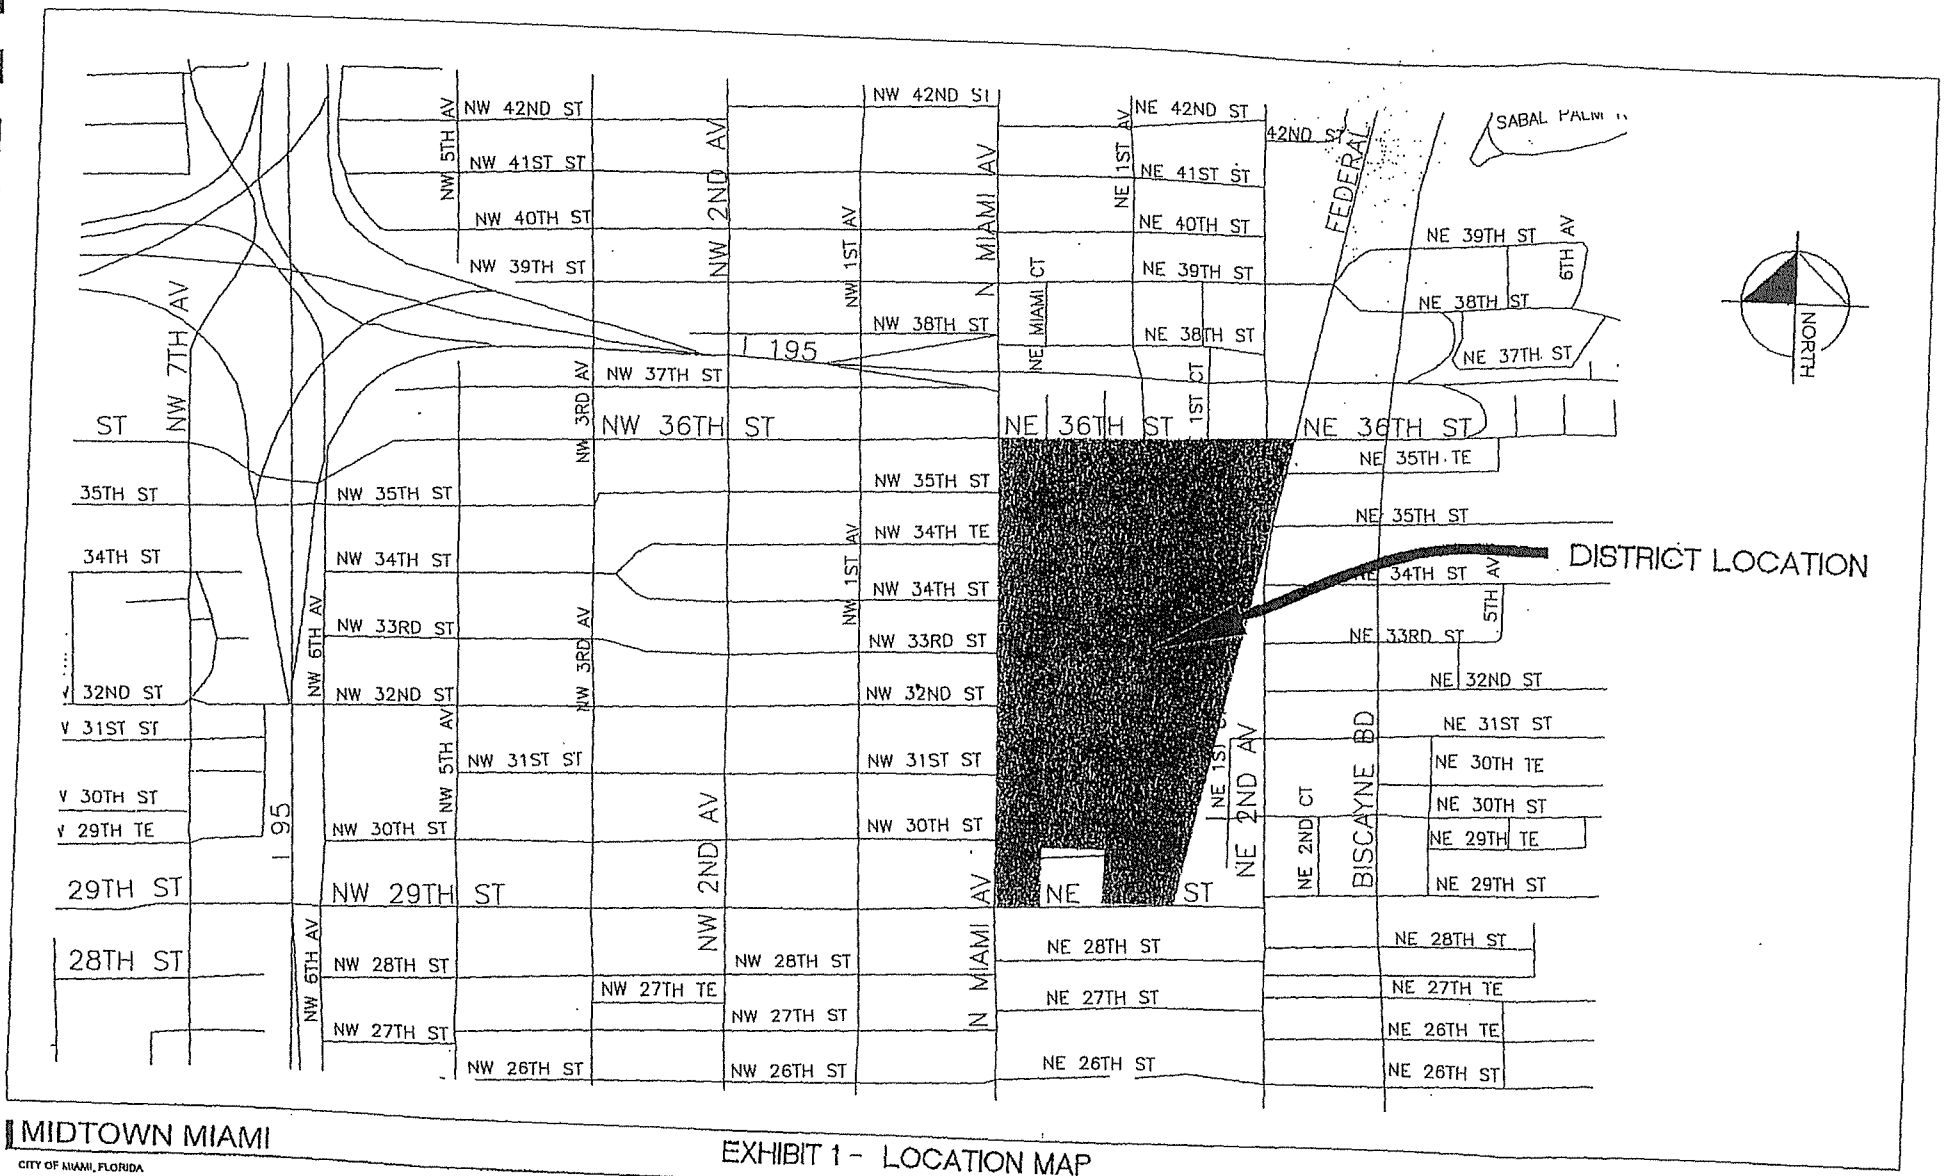 NW 42ND ST
NE 42ND ST
42ND ST
SABAL PALM
NW 42ND ST
NW 5TH AV
NW 2ND AV
N MIAMI AV
NE 1ST AV
FEDERAL
NW 41ST ST
NE 41ST ST
NW 40TH ST
NW 1ST AV
NE 40TH ST
NE 39TH ST
6TH AV
NW 39TH ST
NE MIAMI CT
NE 39TH ST
NW 7TH AV
NE 38TH ST
NW 38TH ST
NE 38TH ST
NORTH
I 195
NE 37TH ST
NW 3RD AV
NW 37TH ST
1ST CT
ST
NW 36TH ST
NE 36TH ST
NE 36TH ST
NE 35TH TE
35TH ST
NW 35TH ST
NW 35TH ST
NE 35TH ST
NW 34TH TE
34TH ST
NW 34TH ST
NW 1ST AV
DISTRICT LOCATION
NE 34TH ST
5TH AV
NW 34TH ST
NW 6TH AV
NW 33RD ST
NW 3RD AV
NW 33RD ST
NE 33RD ST
32ND ST
NW 32ND ST
NW 32ND ST
NE 32ND ST
31ST ST
NW 5TH AV
NW 31ST ST
NW 31ST ST
NE 1ST
NE 2ND AV
BISCAYNE BD
NE 31ST ST
NE 30TH TE
30TH ST
29TH TE
I 95
NW 30TH ST
NW 2ND AV
NW 30TH ST
NE 2ND CT
NE 30TH ST
NE 29TH TE
29TH ST
NW 29TH ST
N MIAMI AV
NE
ST
NE 29TH ST
28TH ST
NW 6TH AV
NW 28TH ST
NW 28TH ST
NE 28TH ST
NE 28TH ST
NW 27TH TE
NE 27TH ST
NE 27TH TE
NW 27TH ST
NW 27TH ST
NE 26TH TE
NW 26TH ST
NW 26TH ST
NE 26TH ST
NE 26TH ST
MIDTOWN MIAMI
CITY OF MIAMI, FLORIDA
EXHIBIT 1 - LOCATION MAP